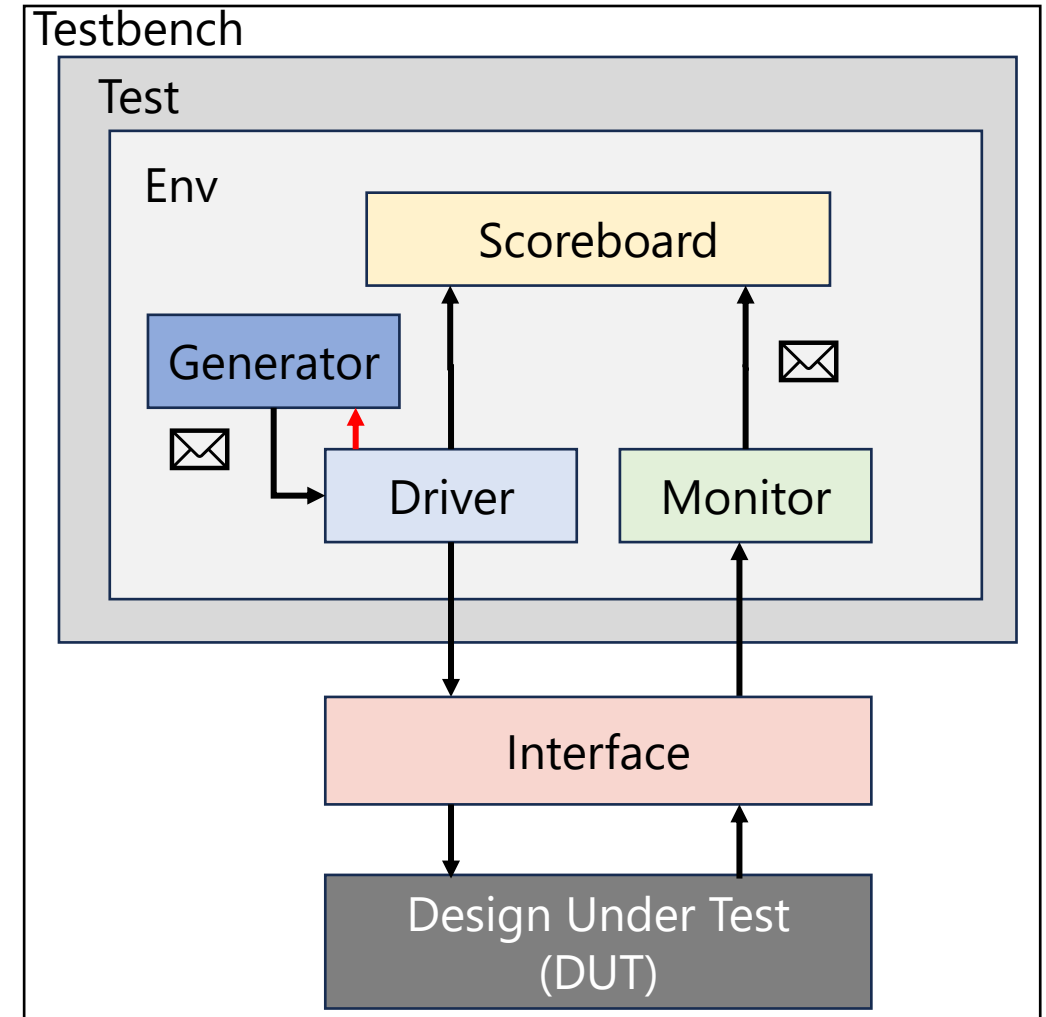 Testbench
Test
Env
Scoreboard
Generator
Driver
Monitor
Interface
Design Under Test
(DUT)